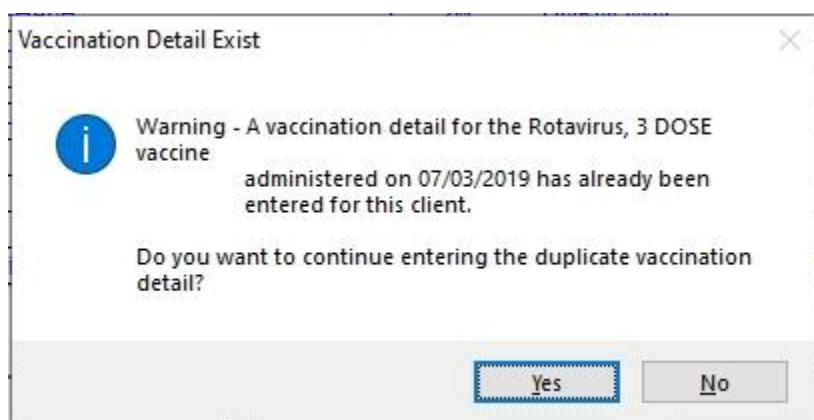 Vaccination Detail Exist
Warning - A vaccination detail for the Rotavirus, 3 DOSE
vaccine
administered on 07/03/2019 has already been
entered for this client.
Do you want to continue entering the duplicate vaccination
detail?
Yes
No